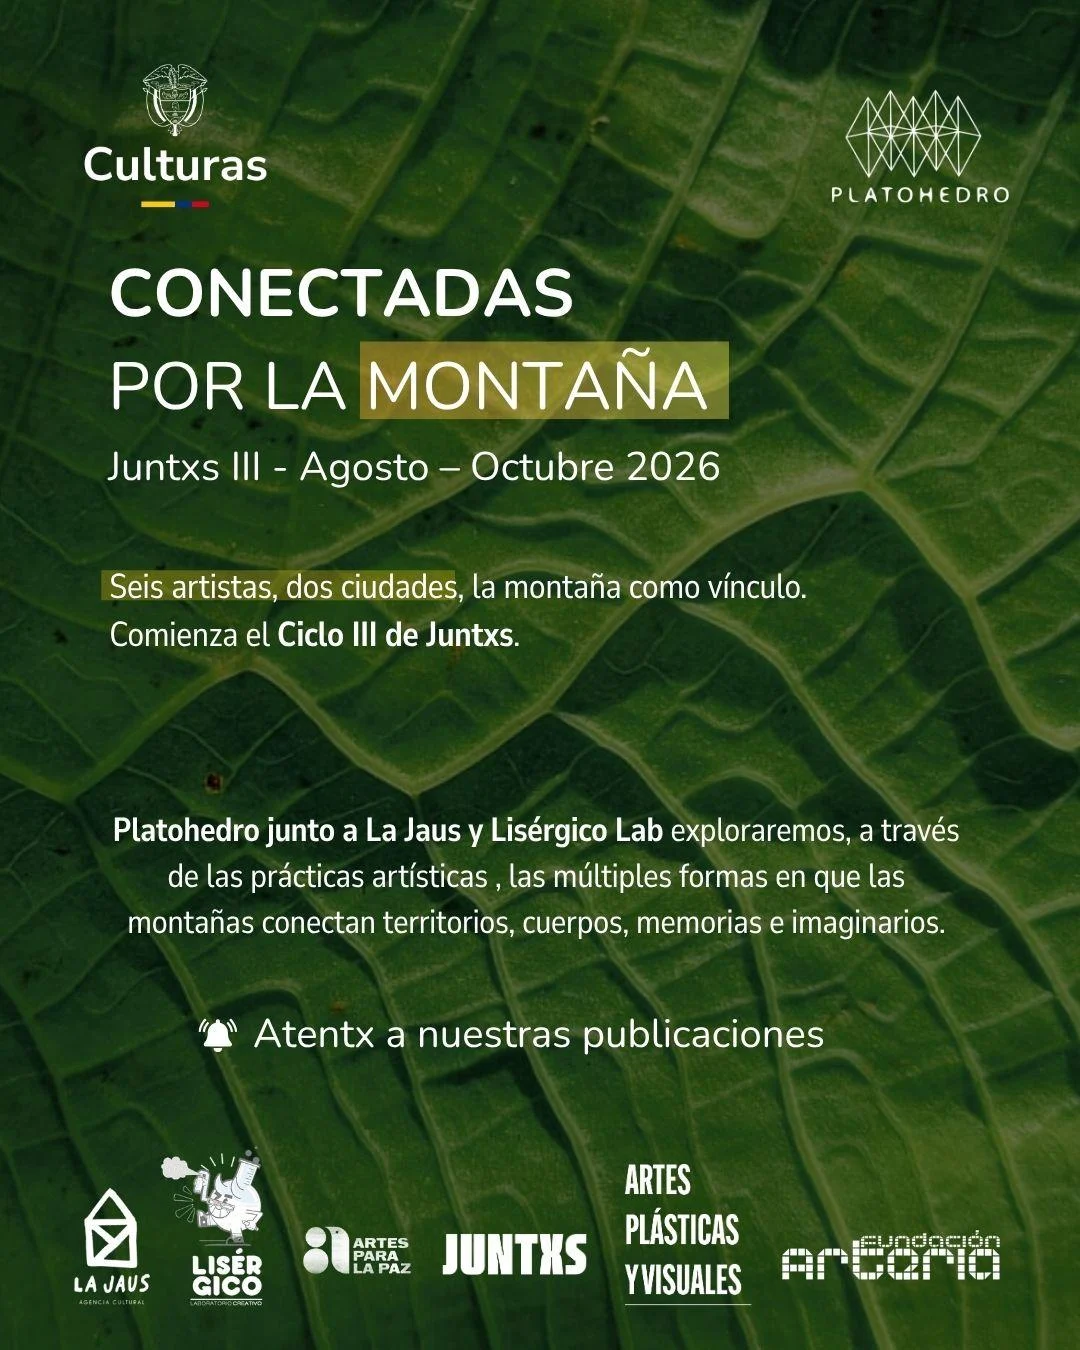 Culturas
PLATOHEDRO
CONECTADAS
POR LA MONTAÑA
Juntxs III - Agosto – Octubre 2026
Seis artistas, dos ciudades, la montaña como vínculo.
Comienza el Ciclo III de Juntxs.
Platohedro junto a La Jaus y Lisérgico Lab exploraremos, a través
de las prácticas artísticas , las múltiples formas en que las
montañas conectan territorios, cuerpos, memorias e imaginarios.
Atentx a nuestras publicaciones
LA JAUS
AGENCIA CULTURAL
LISÉR
GICO
LABORATORIO CREATIVO
ARTES
PARA
LA PAZ
JUNTXS
ARTES
PLÁSTICAS
Y VISUALES
Fundación
Arteria